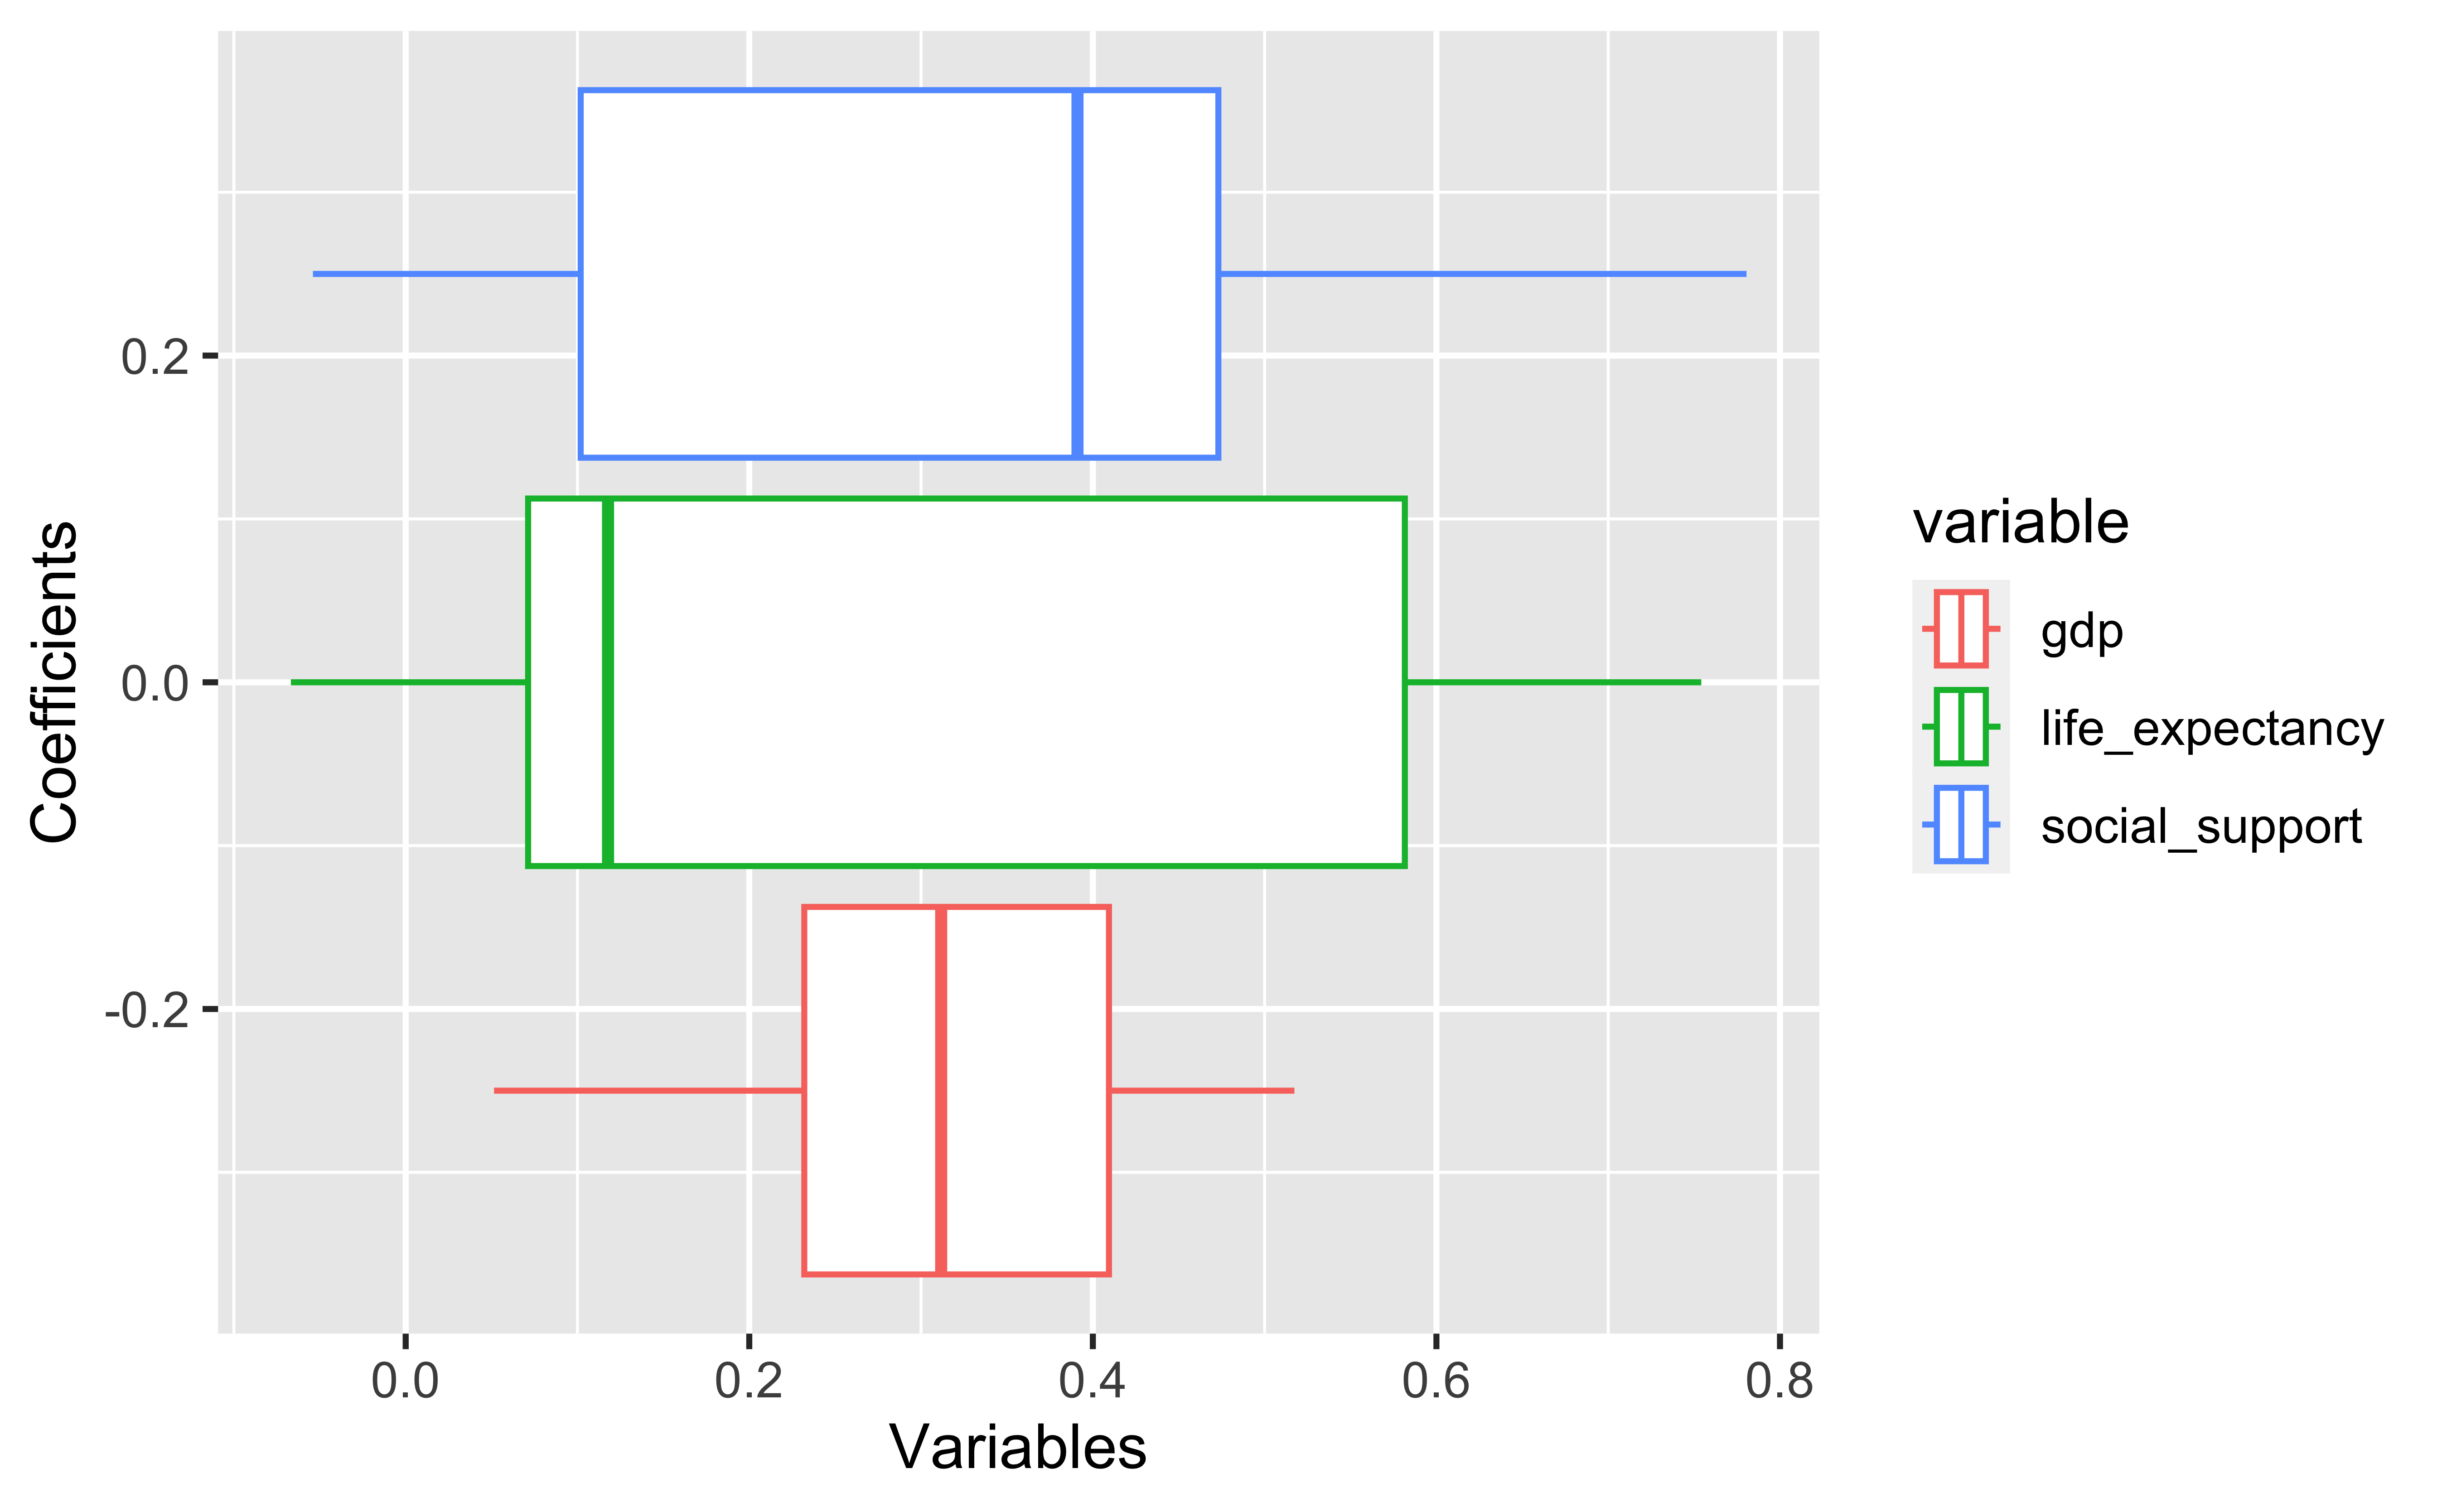 Coefficients
0.2
0.0
-0.2
0.0 0.2 0.4 0.6 0.8
Variables
variable
gdp
life_expectancy
social_support